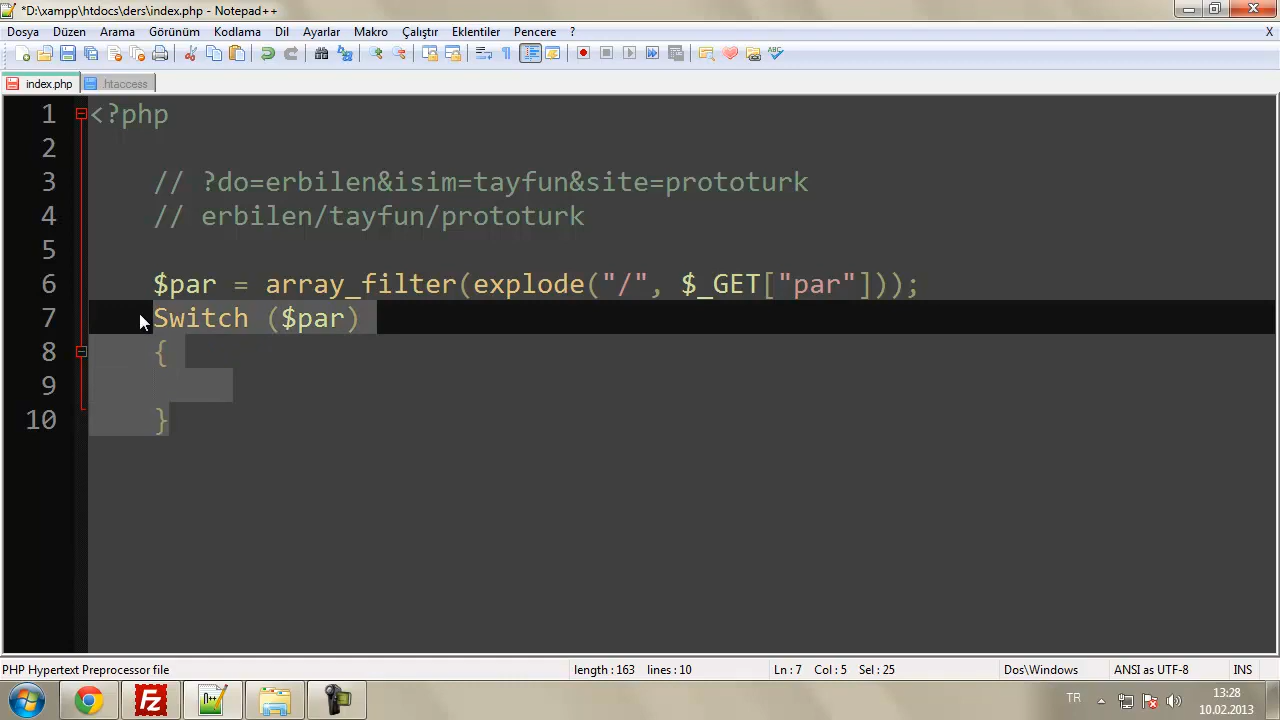 *D:\xampp\htdocs\ders\index.php - Notepad++
Dosya Düzen Arama Görünüm Kodlama Dil Ayarlar Makro Çalıştır Eklentiler Pencere ? X
index.php .htaccess
1 <?php
2
3 // ?do=erbilen&isim=tayfun&site=prototurk
4 // erbilen/tayfun/prototurk
5
6 $par = array_filter(explode("/", $_GET["par"]));
7 Switch ($par)
8 {
9
10 }
PHP Hypertext Preprocessor file length : 163 lines : 10 Ln : 7 Col : 5 Sel : 25 Dos\Windows ANSI as UTF-8 INS
TR 13:28
10.02.2013